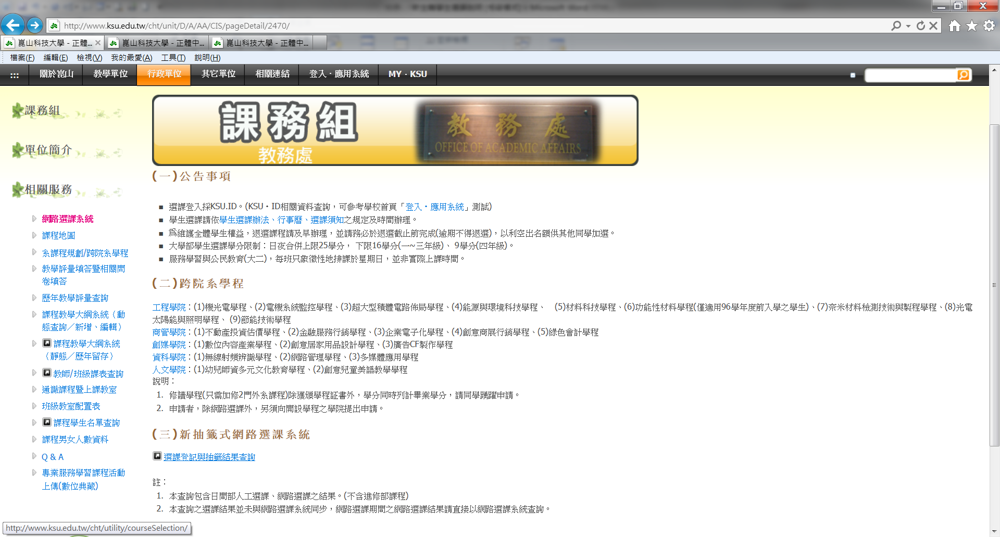 http://www.ksu.edu.tw/cht/unit/D/A/AA/CIS/pageDetail/2470/
崑山科技大學 - 正體...
崑山科技大學 - 正體中...
崑山科技大學 - 正體中...
檔案(F) 編輯(E) 檢視(V) 我的最愛(A) 工具(T) 說明(H)
:::
關於崑山 教學單位 行政單位 其它單位 相關連結 登入‧應用系統 MY‧KSU
課務組
單位簡介
相關服務
網路選課系統
課程地圖
系課程規劃/跨院系學程
教學評量填答暨相關問
卷填答
歷年教學評量查詢
課程教學大綱系統（動
態查詢／新增、編輯）
課程教學大綱系統
（靜態／歷年留存）
教師/班級課表查詢
通識課程暨上課教室
班級教室配置表
課程學生名單查詢
課程男女人數資料
Q & A
專業服務學習課程活動
上傳(數位典藏)
課務組
教務處
教務處
OFFICE OF ACADEMIC AFFAIRS
(一)公告事項
選課登入採KSU.ID。(KSU‧ID相關資料查詢，可參考學校首頁「登入‧應用系統」測試)
學生選課請依學生選課辦法、行事曆、選課須知之規定及時間辦理。
為維護全體學生權益，退選課程請及早辦理，並請務必於退選截止前完成(逾期不得退選)，以利空出名額供其他同學加選。
大學部學生選課學分限制：日夜合併上限25學分， 下限16學分(一~三年級)、 9學分(四年級)。
服務學習與公民教育(大二)，每班只象徵性地排課於星期日，並非實際上課時間。
(二)跨院系學程
工程學院：(1)機光電學程、(2)電機系統監控學程、(3)超大型積體電路佈局學程、(4)能源與環境科技學程、 (5)材料科技學程、(6)功能性材料學程(僅適用96學年度前入學之學生)、(7)奈米材料檢測技術與製程學程、(8)光電
太陽能與照明學程、 (9)節能技術學程
商管學院：(1)不動產投資估價學程、(2)金融服務行銷學程、(3)企業電子化學程、(4)創意商展行銷學程、(5)綠色會計學程
創媒學院：(1)數位內容產業學程、(2)創意居家用品設計學程、(3)廣告CF製作學程
資科學院：(1)無線射頻辨識學程、(2)網路管理學程、(3)多媒體應用學程
人文學院：(1)幼兒師資多元文化教育學程、(2)創意兒童美語教學學程
說明：
1. 修讀學程(只需加修2門外系課程)除獲頒學程証書外，學分同時列計畢業學分，請同學踴躍申請。
2. 申請者，除網路選課外，另須向開設學程之學院提出申請。
(三)新抽籤式網路選課系統
選課登記與抽籤結果查詢
註：
1. 本查詢包含日間部人工選課、網路選課之結果。(不含進修部課程)
2. 本查詢之選課結果並未與網路選課系統同步，網路選課期間之網路選課結果請直接以網路選課系統查詢。
http://www.ksu.edu.tw/cht/utility/courseSelection/